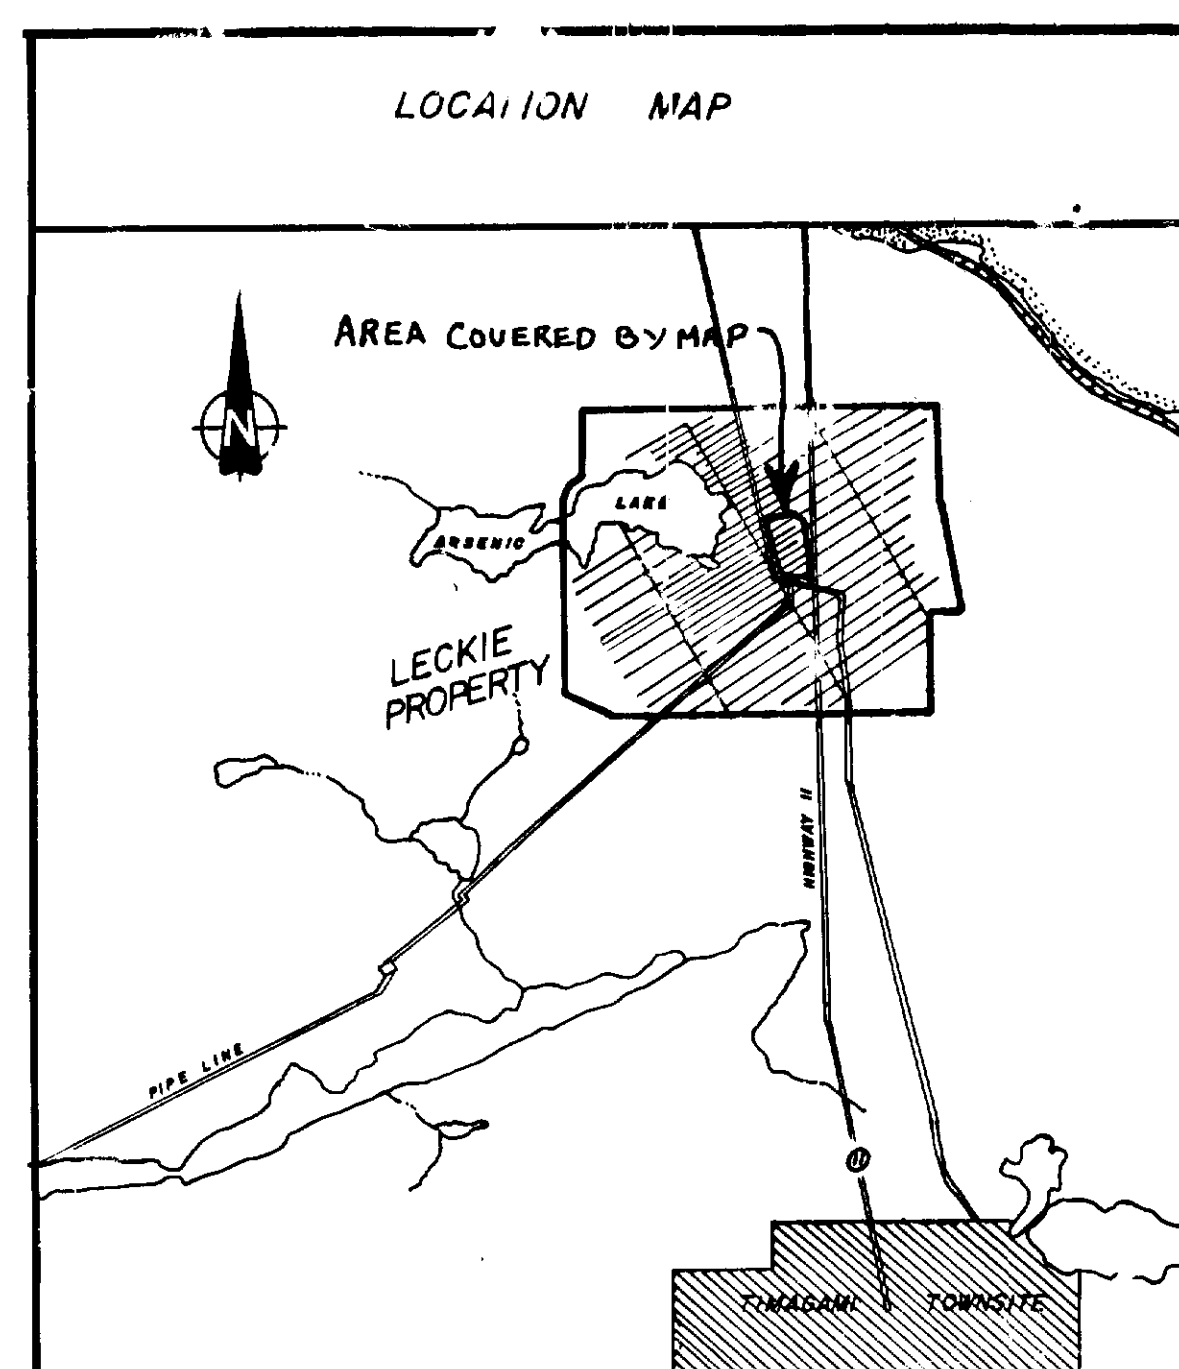 LOCATION MAP
AREA COVERED BY MAP
N
LAKE
ARSENIC
LECKIE
PROPERTY
HIGHWAY 11
PIPE LINE
11
TIMAGAMI TOWNSITE